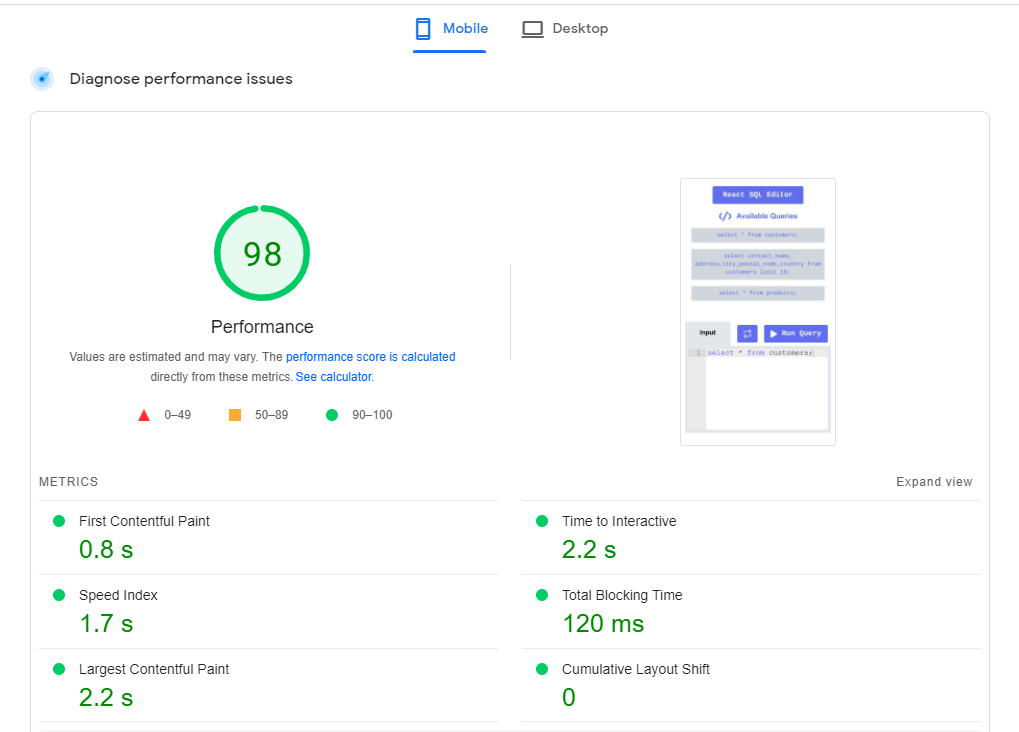 Mobile
Desktop
Diagnose performance issues
98
Performance
Values are estimated and may vary. The performance score is calculated
directly from these metrics. See calculator.
0–49
50–89
90–100
React SQL Editor
Available Queries
select * from customers;
select contact_name,
address,city,postal_code,country from
customers limit 18;
select * from products;
Input
Run Query
1 select * from customers;
METRICS
Expand view
First Contentful Paint
0.8 s
Time to Interactive
2.2 s
Speed Index
1.7 s
Total Blocking Time
120 ms
Largest Contentful Paint
2.2 s
Cumulative Layout Shift
0